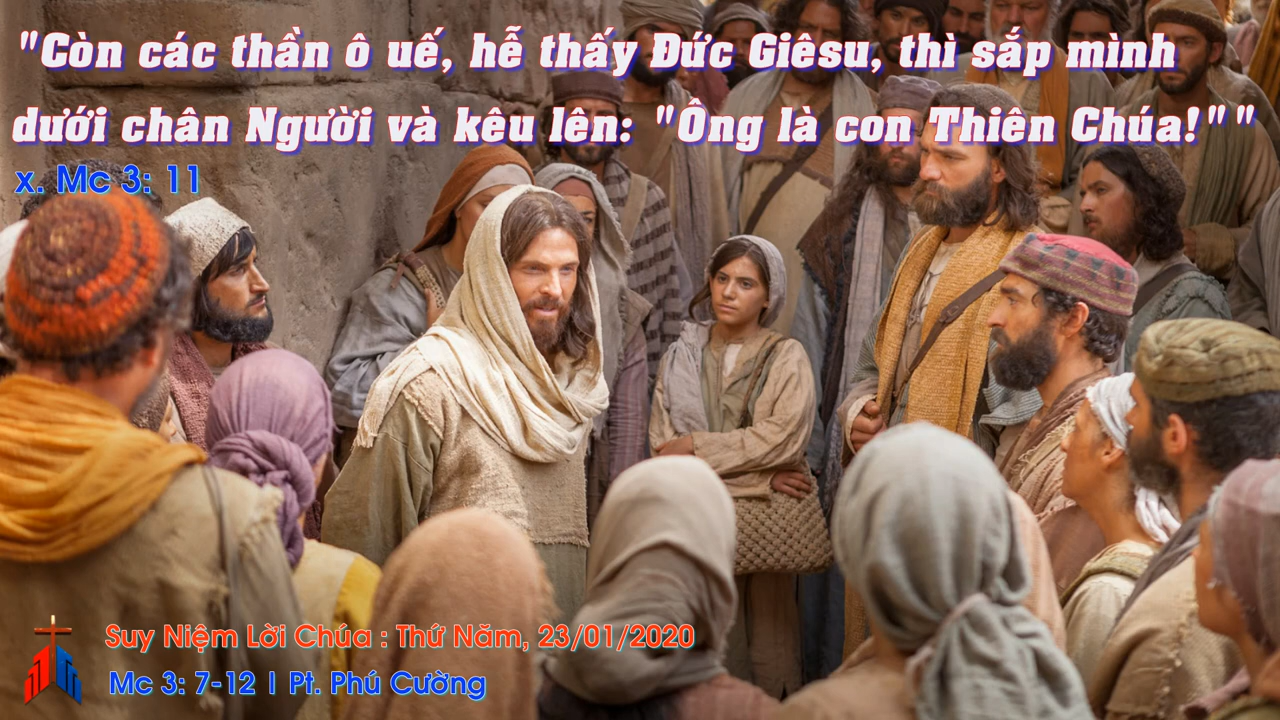 "Còn các thần ô uế, hễ thấy Đức Giêsu, thì sấp mình
dưới chân Người và kêu lên: "Ông là con Thiên Chúa!""
x. Mc 3: 11
Suy Niệm Lời Chúa : Thứ Năm, 23/01/2020
Mc 3: 7-12 | Pt. Phú Cường